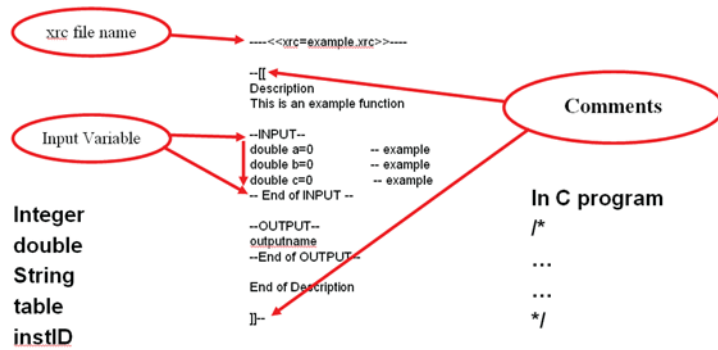 xrc file name
----<<xrc=example.xrc>>----
--[[
Description
This is an example function
Comments
Input Variable
--INPUT--
double a=0 -- example
double b=0 -- example
double c=0 -- example
-- End of INPUT --
--OUTPUT--
outputname
--End of OUTPUT--
End of Description
]]--
Integer
double
String
table
instID
In C program
/*
...
...
*/